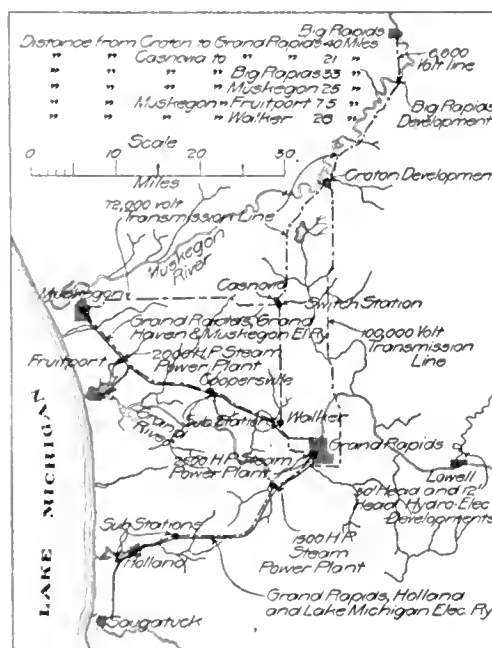 Big Rapids
Distance from Croton to Grand Rapids 40 Miles
" " Casnovia to " " 21 "
" " " " Big Rapids 33 "
" " " " Muskegon 25 "
" " Muskegon " Fruitport 7.5 "
" " " " Walker 26 "
6,600
Volt line
Big Rapids
Development
Scale
0 10 20 30
Miles
Croton Development
72,000 volt
Transmission Line
Muskegon
River
Casnovia
Muskegon
Switch Station
Grand Rapids, Grand
Haven & Muskegon El Ry
100,000 Volt
Transmission
Line
Fruitport
2000 H.P. Steam
Power Plant
Coopersville
Grand
River
Sub Stations
Walker
Grand Rapids
2500 H.P. Steam
Power Plant
Lowell
Head and 12"
Head Hydro-Elec
Developments
LAKE MICHIGAN
Sub Stations
1500 H.P.
Steam
Power Plant
Holland
Grand Rapids, Holland
and Lake Michigan Elec. Ry
Saugatuck